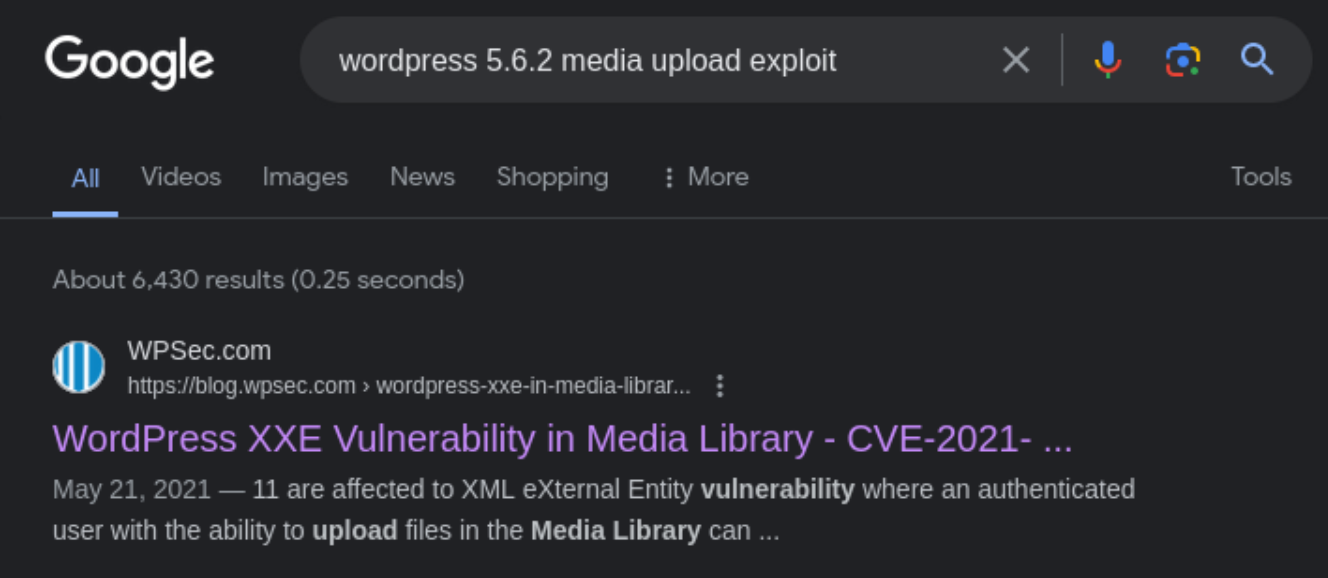 Google
wordpress 5.6.2 media upload exploit
All Videos Images News Shopping More Tools
About 6,430 results (0.25 seconds)
WPSec.com
https://blog.wpsec.com › wordpress-xxe-in-media-librar...
WordPress XXE Vulnerability in Media Library - CVE-2021- ...
May 21, 2021 — 11 are affected to XML eXternal Entity vulnerability where an authenticated
user with the ability to upload files in the Media Library can ...